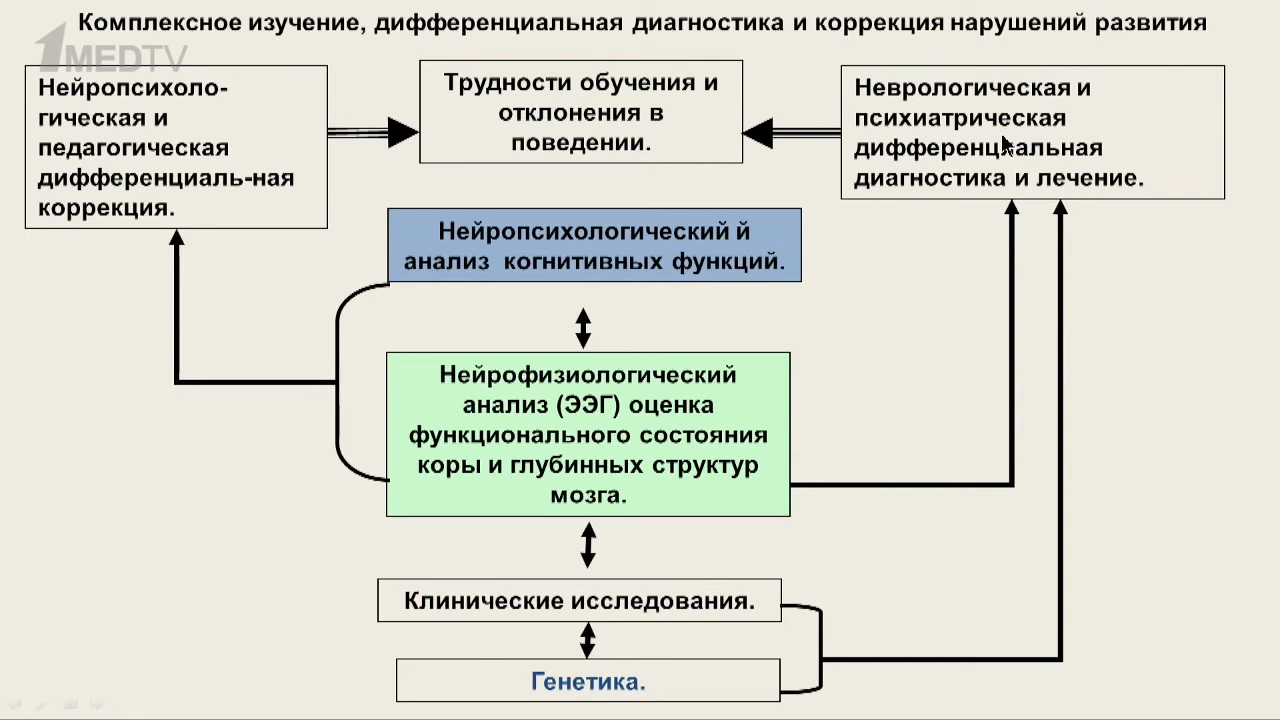 Комплексное изучение, дифференциальная диагностика и коррекция нарушений развития
1MEDTV
Нейропсихоло-
гическая и
педагогическая
дифференциаль-ная
коррекция.
Трудности обучения и
отклонения в
поведении.
Неврологическая и
психиатрическая
дифференциальная
диагностика и лечение.
Нейропсихологический й
анализ когнитивных функций.
Нейрофизиологический
анализ (ЭЭГ) оценка
функционального состояния
коры и глубинных структур
мозга.
Клинические исследования.
Генетика.